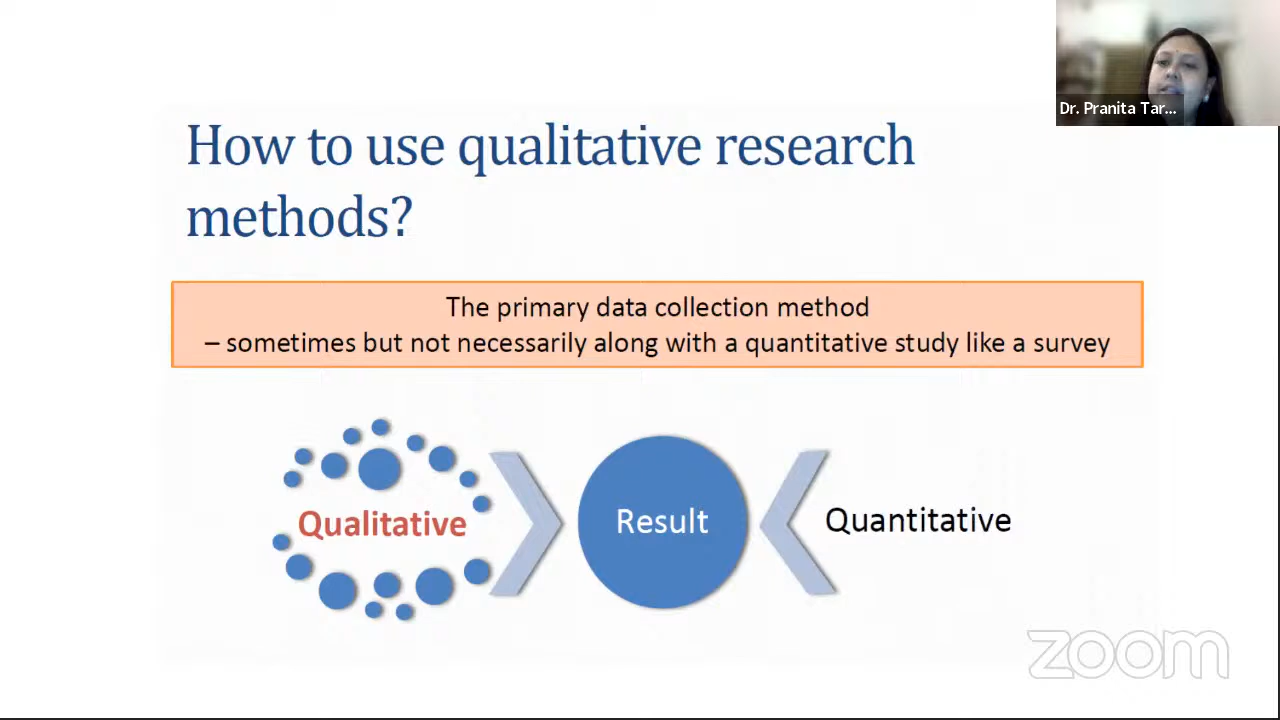 Dr. Pranita Tar...
How to use qualitative research
methods?
The primary data collection method
– sometimes but not necessarily along with a quantitative study like a survey
Qualitative
Result
Quantitative
zoom